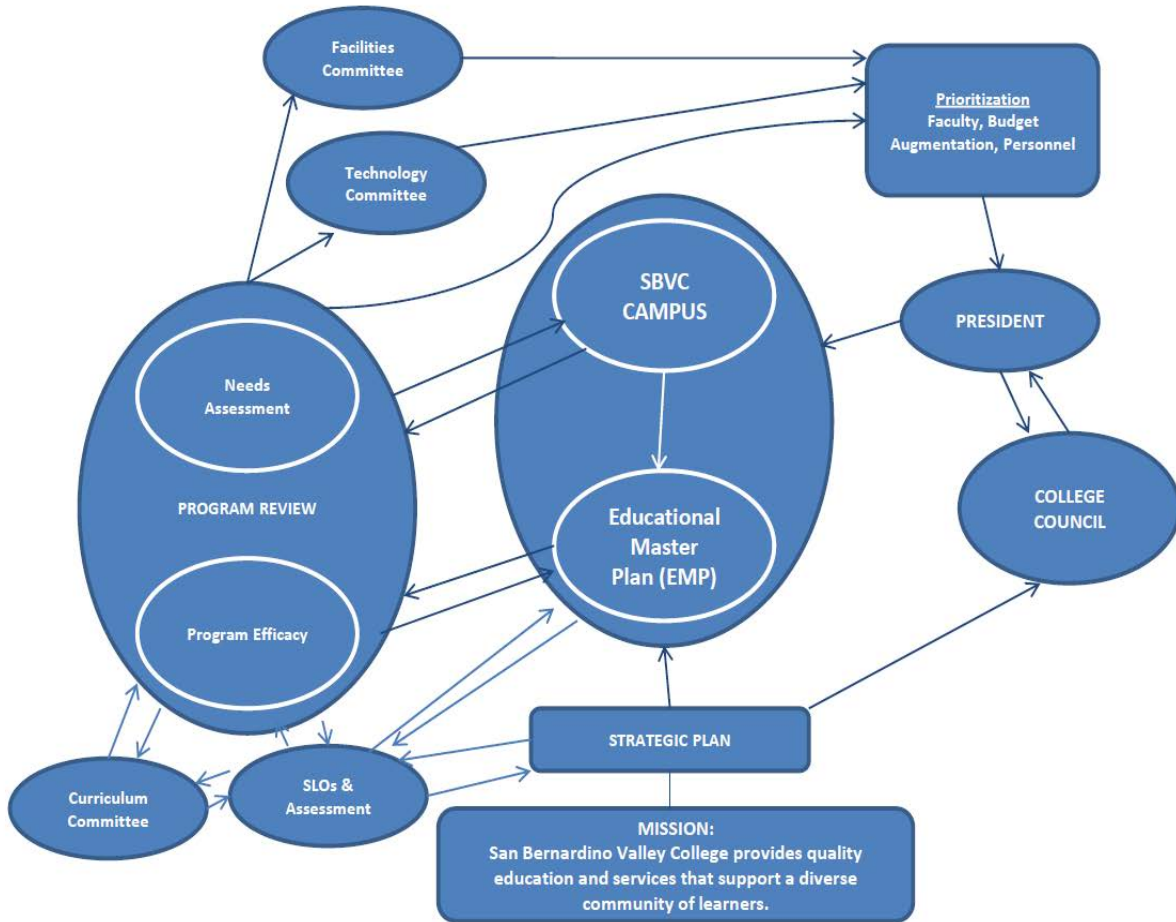 Facilities
Committee
Prioritization
Faculty, Budget
Augmentation, Personnel
Technology
Committee
SBVC
CAMPUS
PRESIDENT
Needs
Assessment
PROGRAM REVIEW
COLLEGE
COUNCIL
Educational
Master
Plan (EMP)
Program Efficacy
STRATEGIC PLAN
SLOs &
Assessment
Curriculum
Committee
MISSION:
San Bernardino Valley College provides quality
education and services that support a diverse
community of learners.